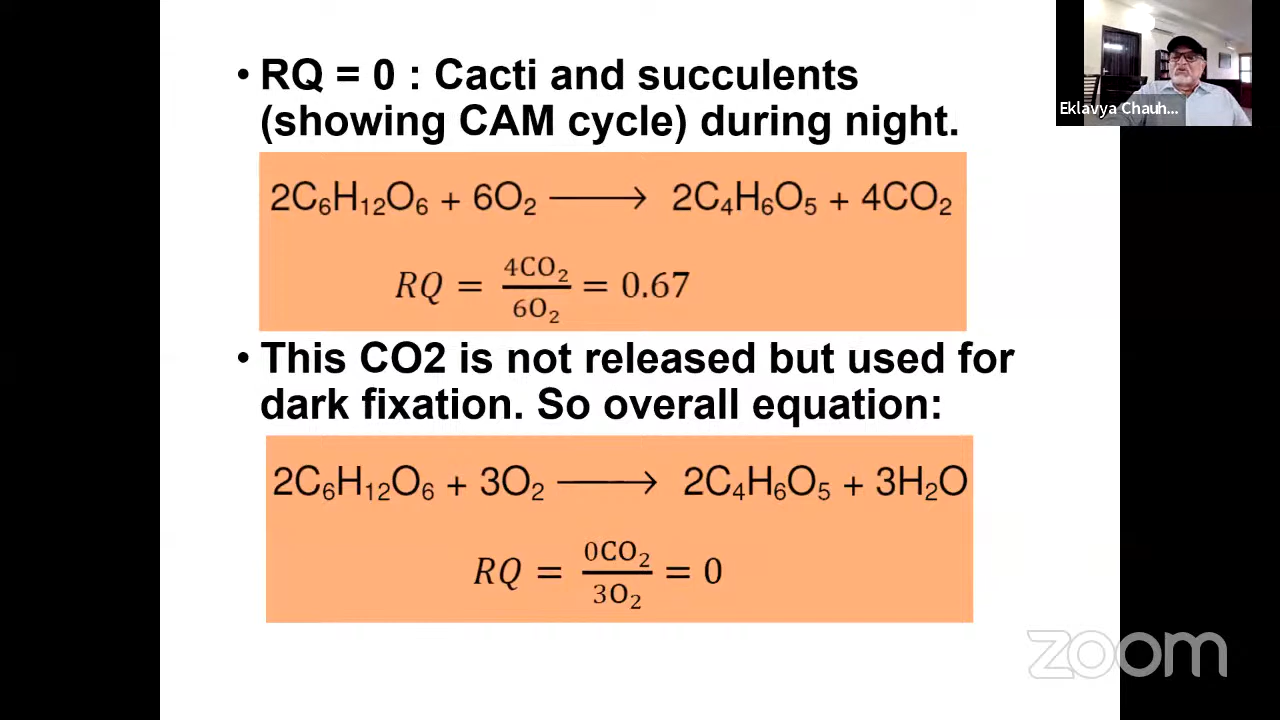 • RQ = 0 : Cacti and succulents
(showing CAM cycle) during night.
2C₆H₁₂O₆ + 6O₂ ⟶ 2C₄H₆O₅ + 4CO₂
RQ = 4CO₂/6O₂ = 0.67
• This CO2 is not released but used for
dark fixation. So overall equation:
2C₆H₁₂O₆ + 3O₂ ⟶ 2C₄H₆O₅ + 3H₂O
RQ = 0CO₂/3O₂ = 0
Eklavya Chauh...
zoom